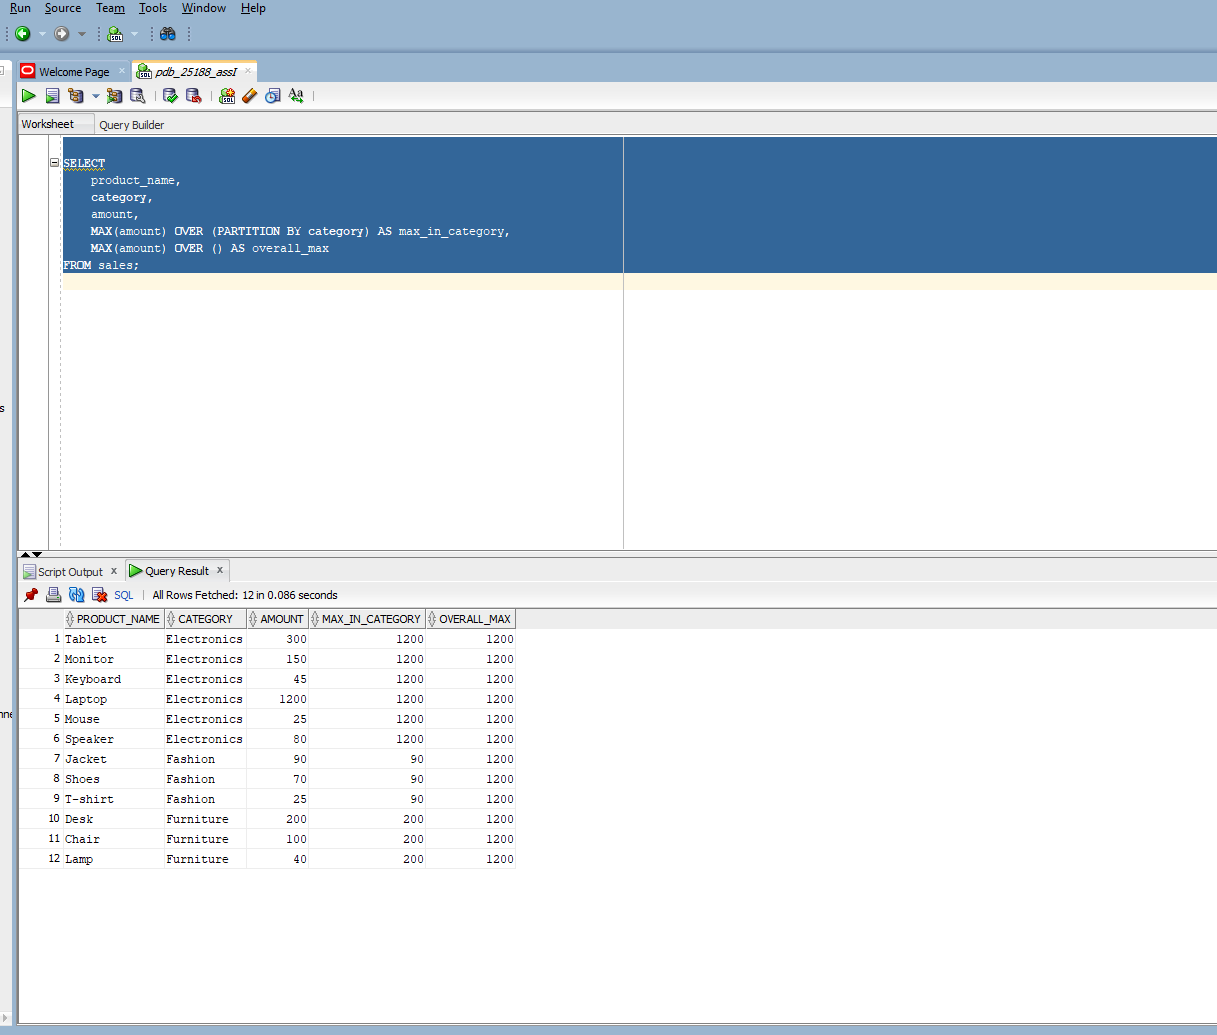 Run Source Team Tools Window Help
SQL
Welcome Page × SQL pdb_25188_assI ×
SQL Aa
Worksheet Query Builder
SELECT
product_name,
category,
amount,
MAX(amount) OVER (PARTITION BY category) AS max_in_category,
MAX(amount) OVER () AS overall_max
FROM sales;
s
Script Output x Query Result x
SQL | All Rows Fetched: 12 in 0.086 seconds
PRODUCT_NAME CATEGORY AMOUNT MAX_IN_CATEGORY OVERALL_MAX
1 Tablet Electronics 300 1200 1200
2 Monitor Electronics 150 1200 1200
3 Keyboard Electronics 45 1200 1200
4 Laptop Electronics 1200 1200 1200
nne
5 Mouse Electronics 25 1200 1200
6 Speaker Electronics 80 1200 1200
7 Jacket Fashion 90 90 1200
8 Shoes Fashion 70 90 1200
9 T-shirt Fashion 25 90 1200
10 Desk Furniture 200 200 1200
11 Chair Furniture 100 200 1200
12 Lamp Furniture 40 200 1200